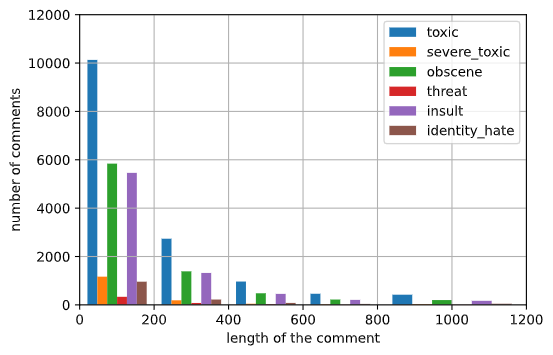 12000
10000
8000
6000
4000
2000
0
number of comments
0 200 400 600 800 1000 1200
length of the comment
toxic
severe_toxic
obscene
threat
insult
identity_hate